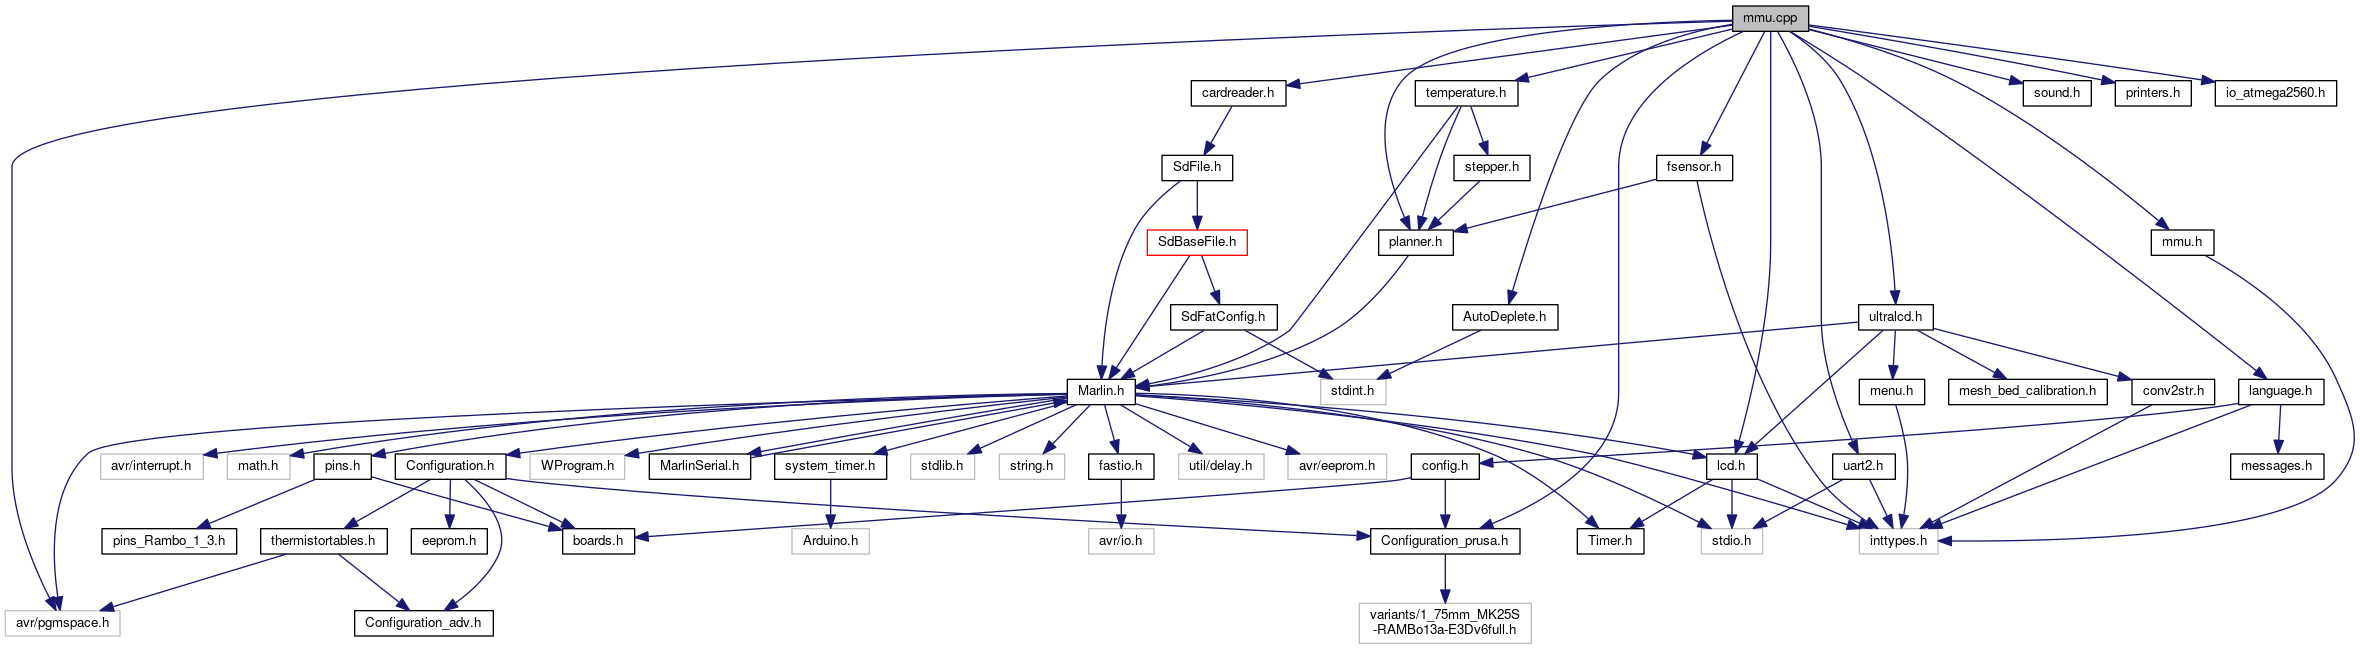 mmu.cpp
cardreader.h
temperature.h
sound.h
printers.h
io_atmega2560.h
SdFile.h
stepper.h
fsensor.h
SdBaseFile.h
planner.h
mmu.h
SdFatConfig.h
AutoDeplete.h
ultralcd.h
Marlin.h
stdint.h
menu.h
mesh_bed_calibration.h
conv2str.h
language.h
avr/interrupt.h
math.h
pins.h
Configuration.h
WProgram.h
MarlinSerial.h
system_timer.h
stdlib.h
string.h
fastio.h
util/delay.h
avr/eeprom.h
config.h
lcd.h
uart2.h
messages.h
pins_Rambo_1_3.h
thermistortables.h
eeprom.h
boards.h
Arduino.h
avr/io.h
Configuration_prusa.h
Timer.h
stdio.h
inttypes.h
avr/pgmspace.h
Configuration_adv.h
variants/1_75mm_MK25S
-RAMBo13a-E3Dv6full.h